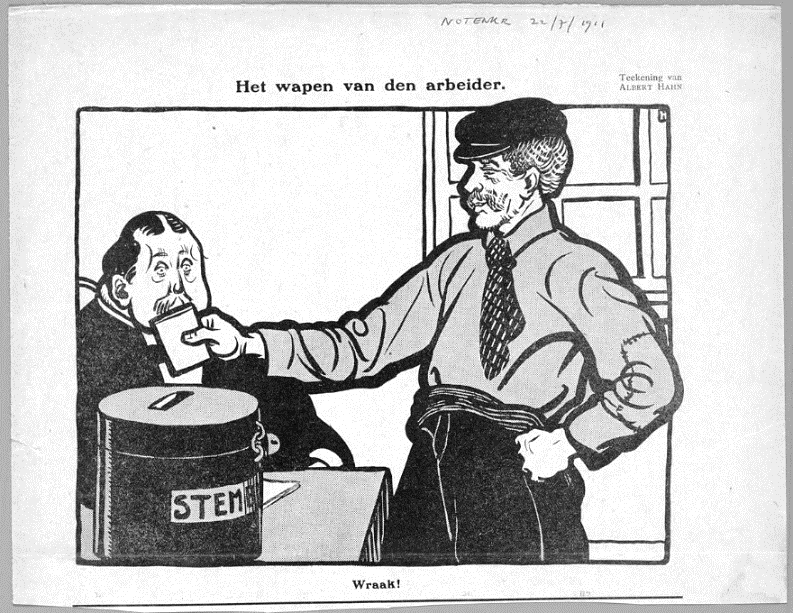 NOTENKR 22/7/1911
Het wapen van den arbeider.
Teekening van
ALBERT HAHN
H
STEM
Wraak!